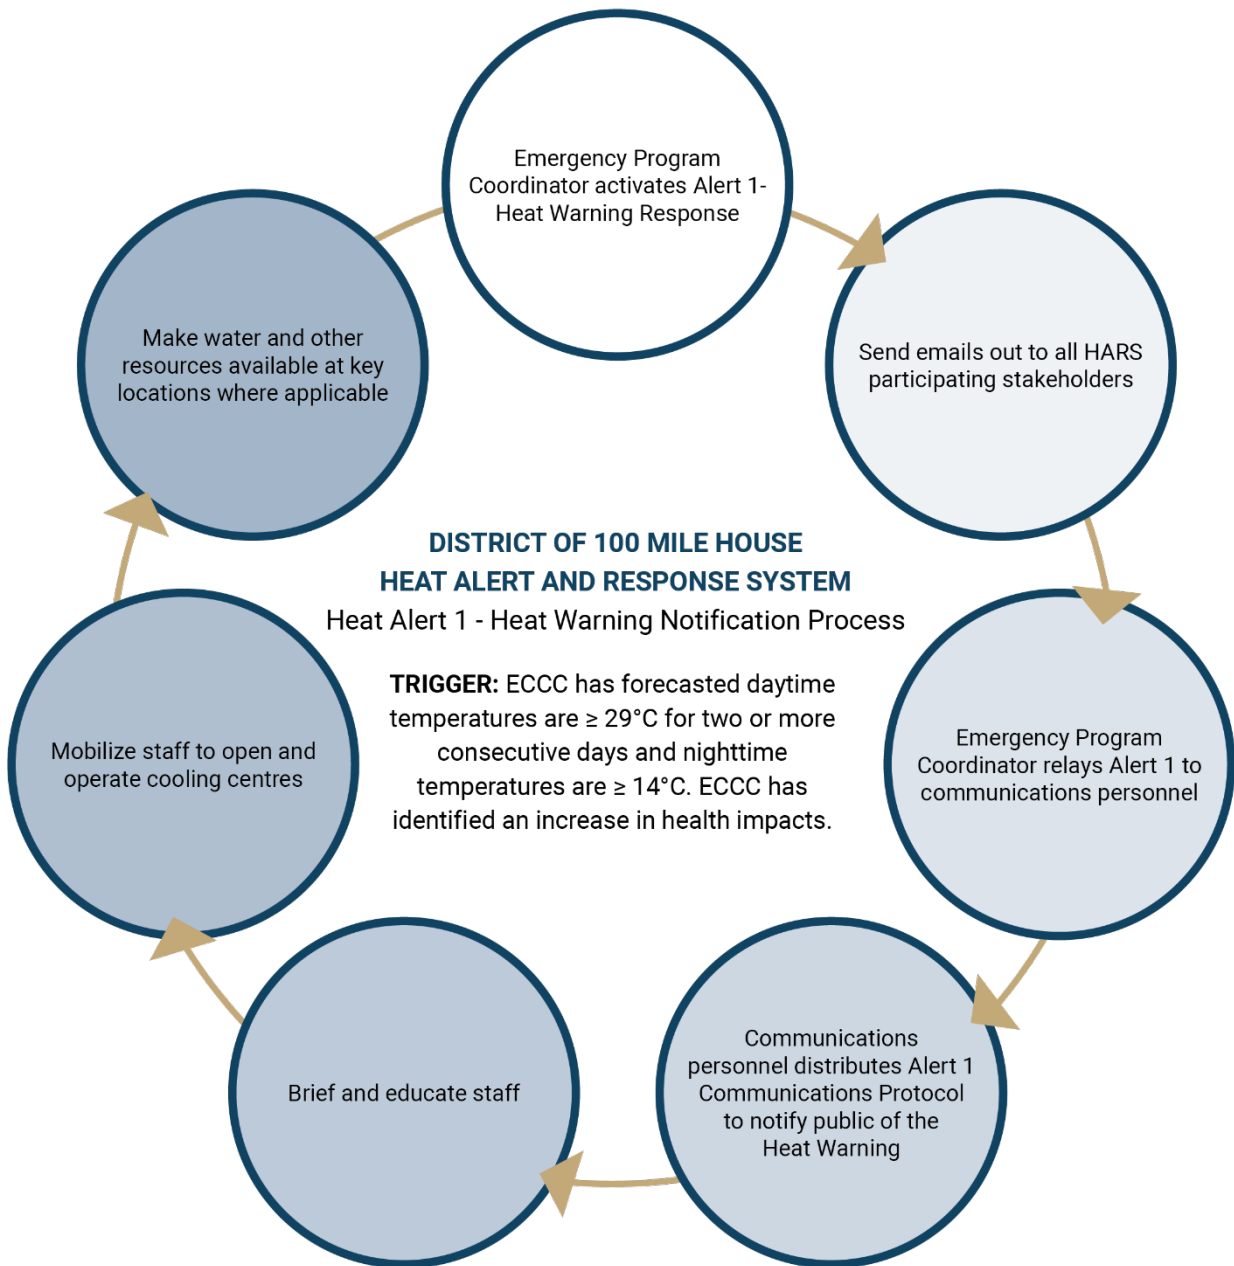 Emergency Program
Coordinator activates Alert 1-
Heat Warning Response
Send emails out to all HARS
participating stakeholders
Emergency Program
Coordinator relays Alert 1 to
communications personnel
Communications
personnel distributes Alert 1
Communications Protocol
to notify public of the
Heat Warning
Brief and educate staff
Mobilize staff to open and
operate cooling centres
Make water and other
resources available at key
locations where applicable
DISTRICT OF 100 MILE HOUSE
HEAT ALERT AND RESPONSE SYSTEM
Heat Alert 1 - Heat Warning Notification Process
TRIGGER: ECCC has forecasted daytime
temperatures are ≥ 29°C for two or more
consecutive days and nighttime
temperatures are ≥ 14°C. ECCC has
identified an increase in health impacts.